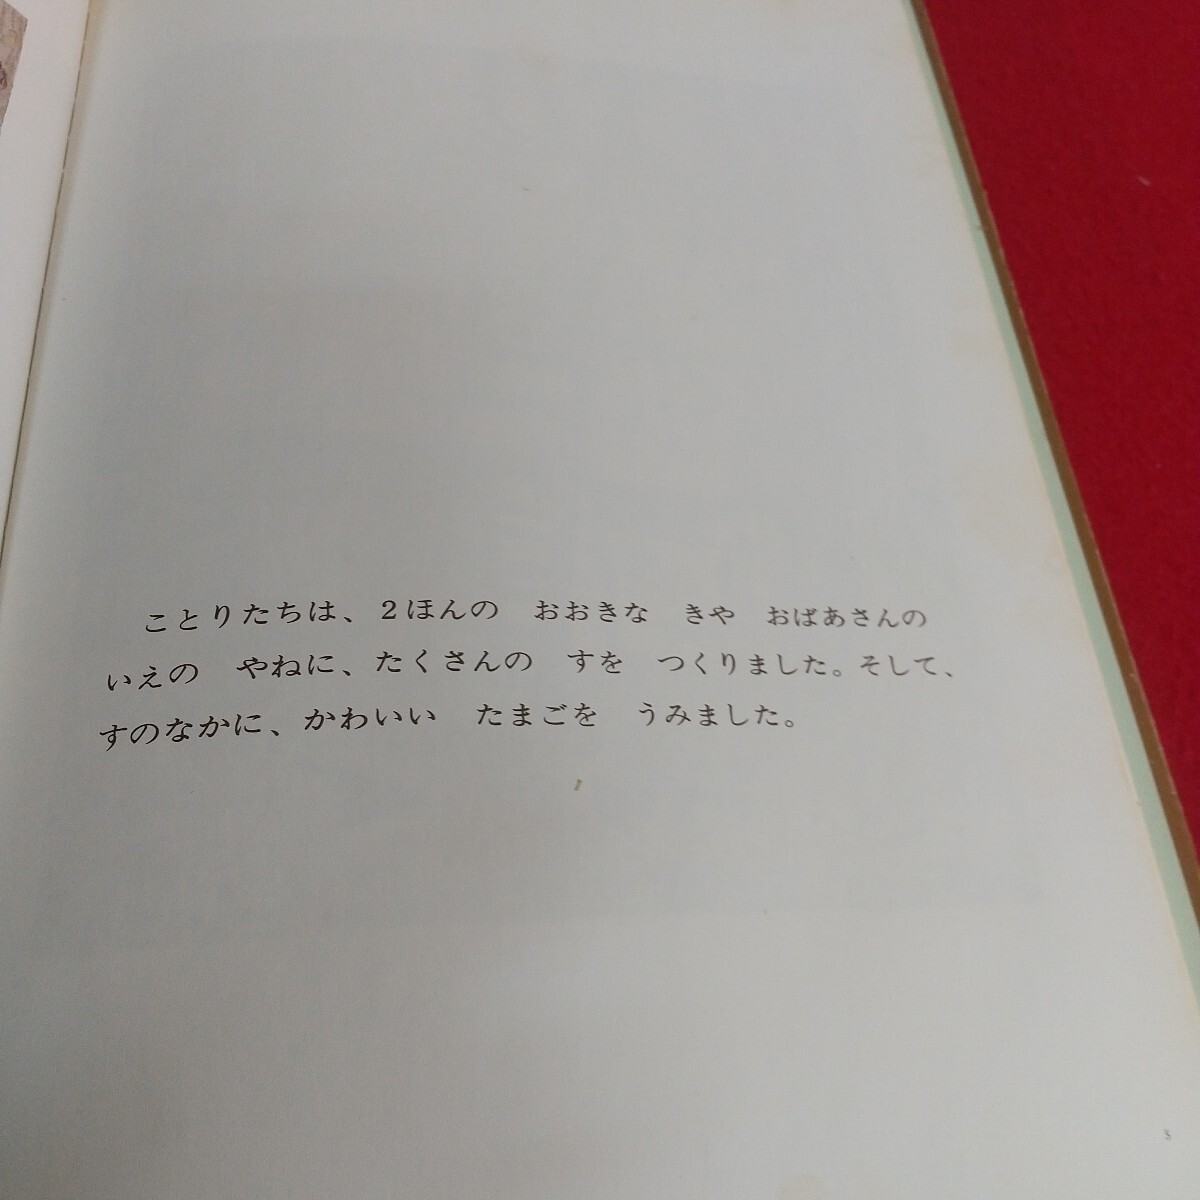 ことりたちは、2ほんの　おおきな　きや　おばあさんの
いえの　やねに、たくさんの　すを　つくりました。そして、
すのなかに、かわいい　たまごを　うみました。